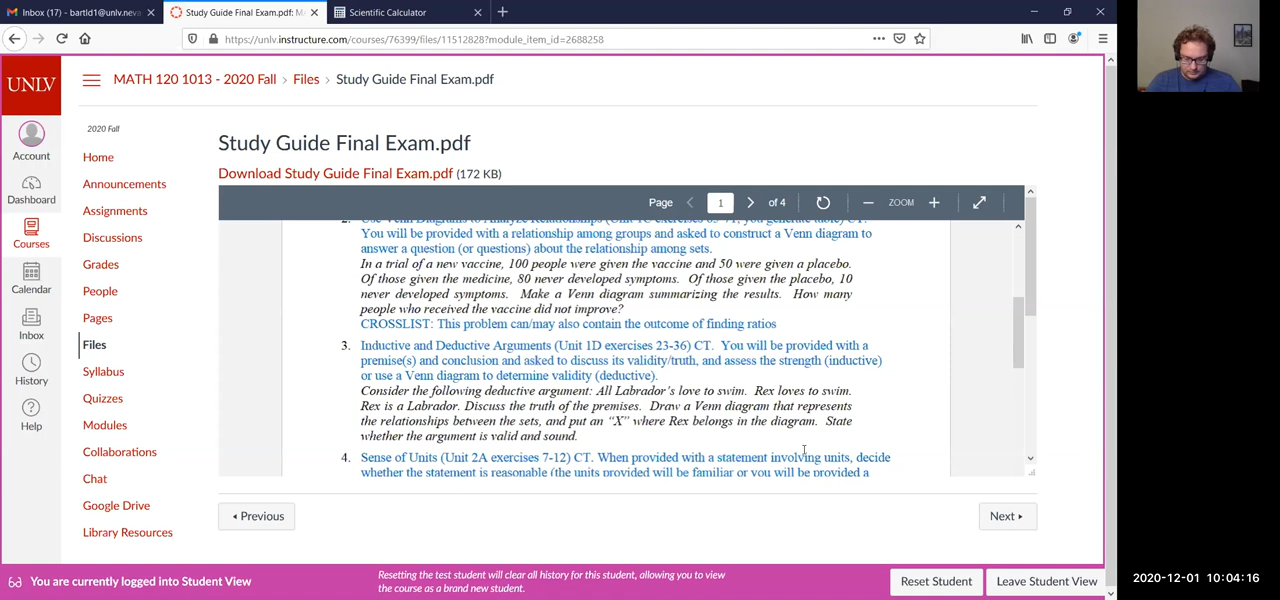 Inbox (10) - bartld1@unlv.neva
Study Guide Final Exam.pdf: M
Scientific Calculator
https://unlv.instructure.com/courses/76399/files/11512828?module_item_id=2688258
UNLV
MATH 120 1013 - 2020 Fall > Files > Study Guide Final Exam.pdf
Account
Dashboard
Courses
Calendar
Inbox
History
Help
2020 Fall
Home
Announcements
Assignments
Discussions
Grades
People
Pages
Files
Syllabus
Quizzes
Modules
Collaborations
Chat
Google Drive
Library Resources
Study Guide Final Exam.pdf
Download Study Guide Final Exam.pdf (172 KB)
Page 1 of 4 ZOOM
2. Use Venn Diagrams to Analyze Relationships (Unit 1C exercises you generate table) CT.
You will be provided with a relationship among groups and asked to construct a Venn diagram to
answer a question (or questions) about the relationship among sets.
In a trial of a new vaccine, 100 people were given the vaccine and 50 were given a placebo.
Of those given the medicine, 80 never developed symptoms. Of those given the placebo, 10
never developed symptoms. Make a Venn diagram summarizing the results. How many
people who received the vaccine did not improve?
CROSSLIST: This problem can/may also contain the outcome of finding ratios
3. Inductive and Deductive Arguments (Unit 1D exercises 23-36) CT. You will be provided with a
premise(s) and conclusion and asked to discuss its validity/truth, and assess the strength (inductive)
or use a Venn diagram to determine validity (deductive).
Consider the following deductive argument: All Labrador's love to swim. Rex loves to swim.
Rex is a Labrador. Discuss the truth of the premises. Draw a Venn diagram that represents
the relationships between the sets, and put an "X" where Rex belongs in the diagram. State
whether the argument is valid and sound.
4. Sense of Units (Unit 2A exercises 7-12) CT. When provided with a statement involving units, decide
whether the statement is reasonable (the units provided will be familiar or you will be provided a
Previous
Next
You are currently logged into Student View
Resetting the test student will clear all history for this student, allowing you to view
the course as a brand new student.
Reset Student
Leave Student View
2020-12-01 10:04:16